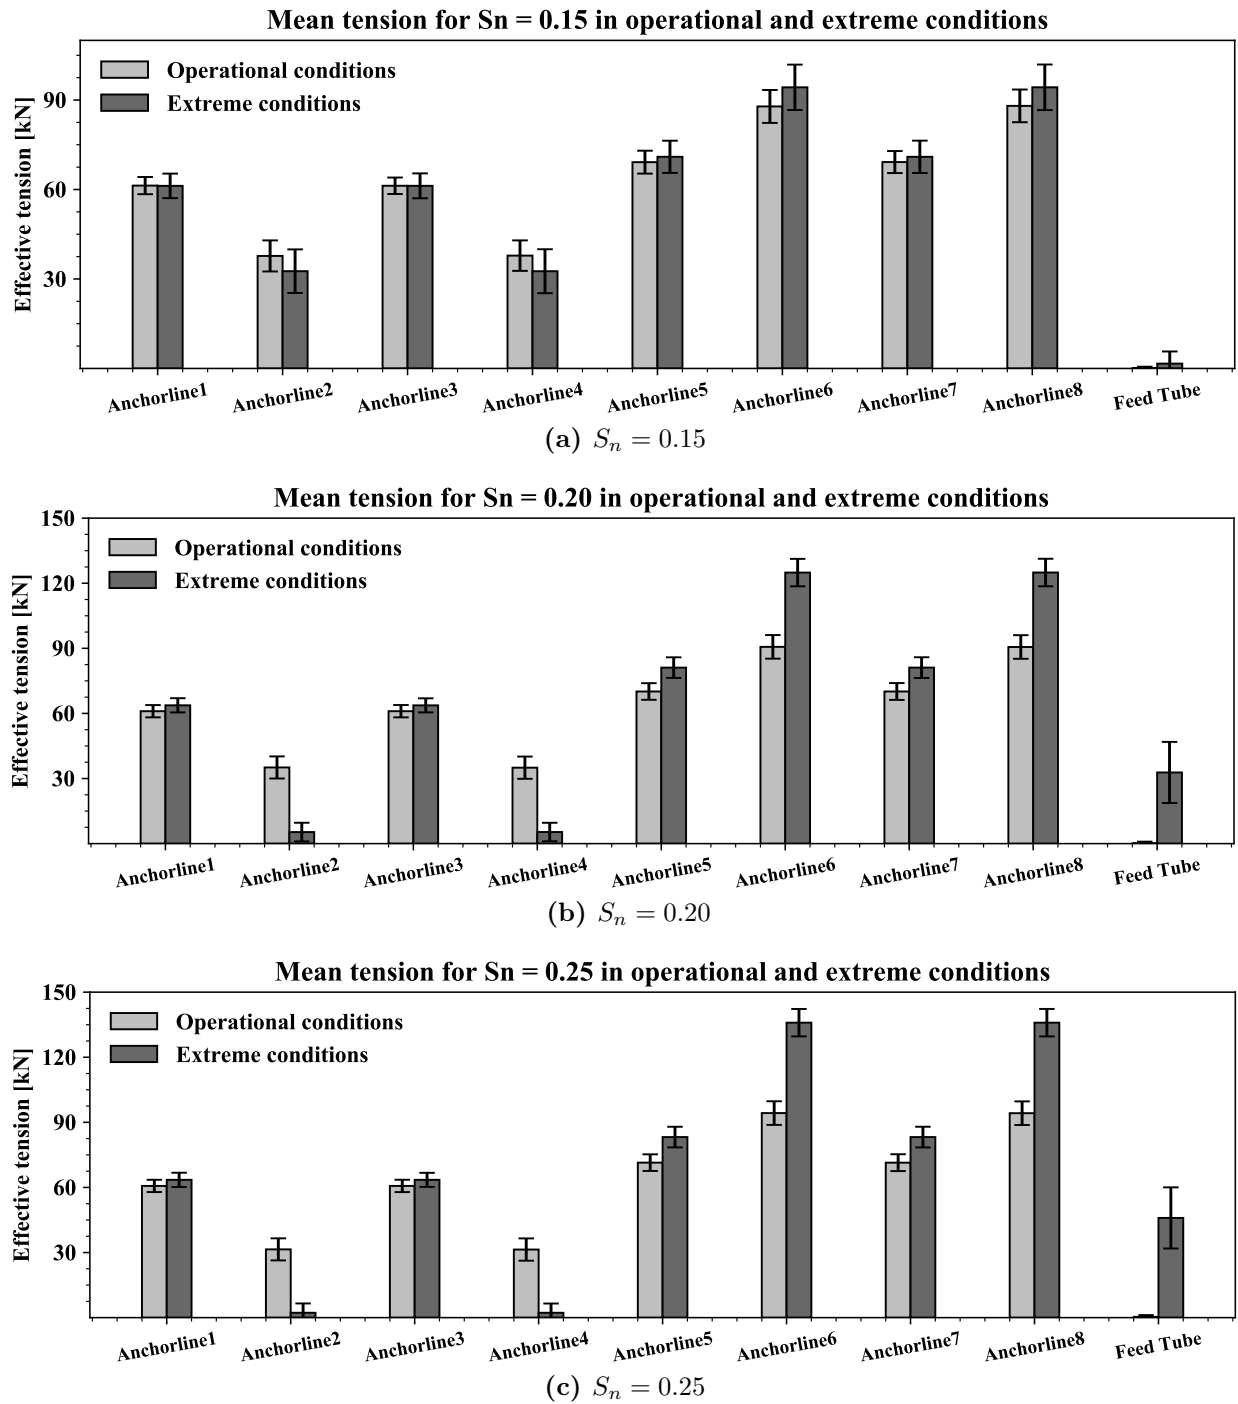 Mean tension for Sn = 0.15 in operational and extreme conditions
Effective tension [kN]
90
60
30
Operational conditions
Extreme conditions
Anchorline1 Anchorline2 Anchorline3 Anchorline4 Anchorline5 Anchorline6 Anchorline7 Anchorline8 Feed Tube
(a) Sₙ = 0.15
Mean tension for Sn = 0.20 in operational and extreme conditions
Effective tension [kN]
150
120
90
60
30
Operational conditions
Extreme conditions
Anchorline1 Anchorline2 Anchorline3 Anchorline4 Anchorline5 Anchorline6 Anchorline7 Anchorline8 Feed Tube
(b) Sₙ = 0.20
Mean tension for Sn = 0.25 in operational and extreme conditions
Effective tension [kN]
150
120
90
60
30
Operational conditions
Extreme conditions
Anchorline1 Anchorline2 Anchorline3 Anchorline4 Anchorline5 Anchorline6 Anchorline7 Anchorline8 Feed Tube
(c) Sₙ = 0.25